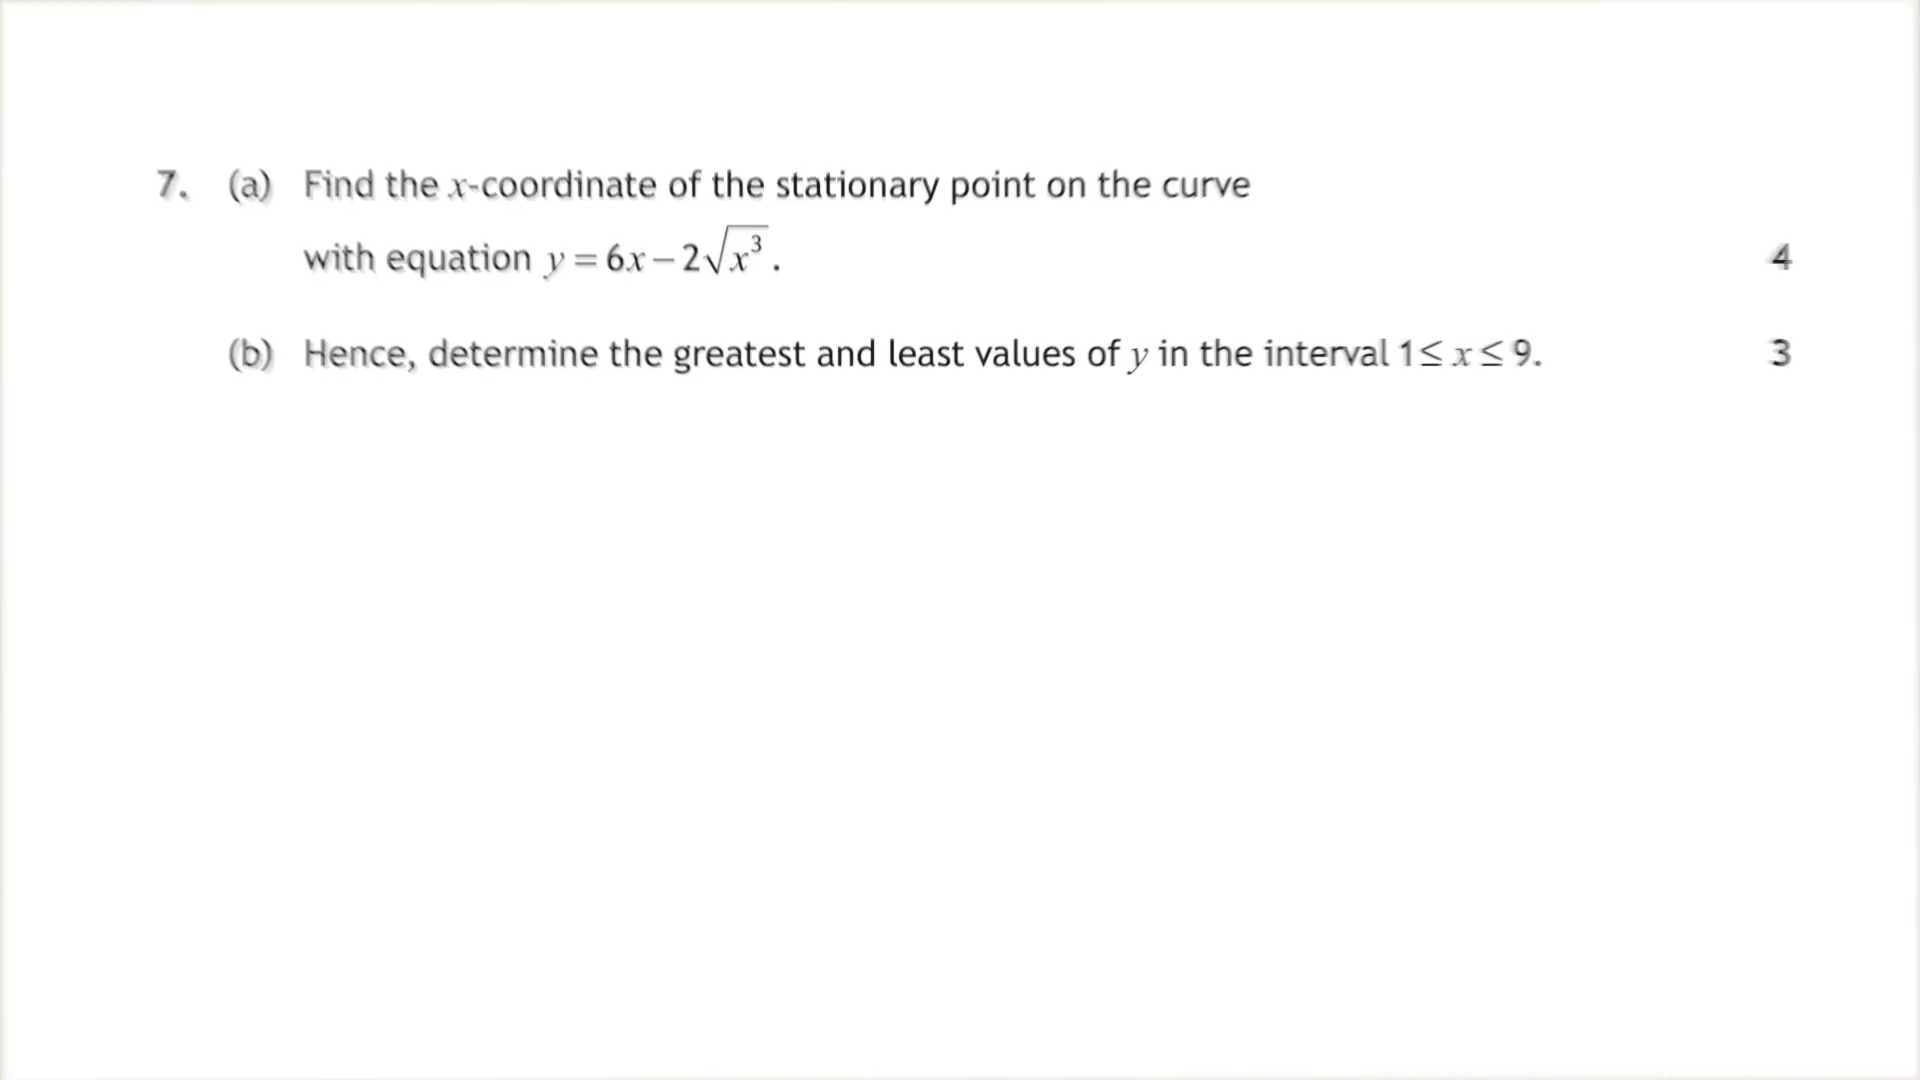 7. (a) Find the x-coordinate of the stationary point on the curve
with equation y = 6x − 2√x³. 4
(b) Hence, determine the greatest and least values of y in the interval 1 ≤ x ≤ 9. 3